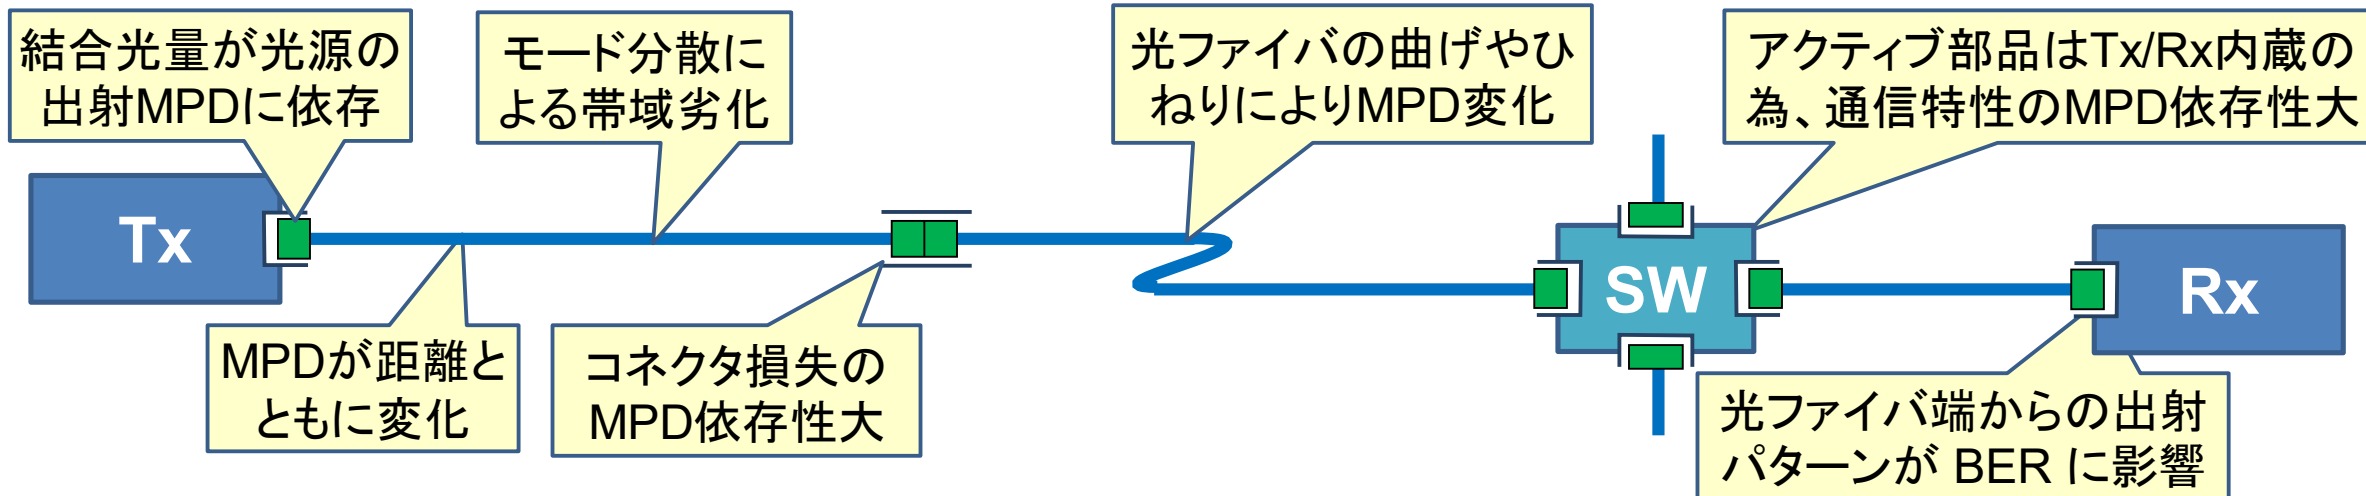 結合光量が光源の
出射MPDに依存
モード分散に
よる帯域劣化
光ファイバの曲げやひ
ねりによりMPD変化
アクティブ部品はTx/Rx内蔵の
為、通信特性のMPD依存性大
Tx
SW
Rx
MPDが距離と
ともに変化
コネクタ損失の
MPD依存性大
光ファイバ端からの出射
パターンが BER に影響